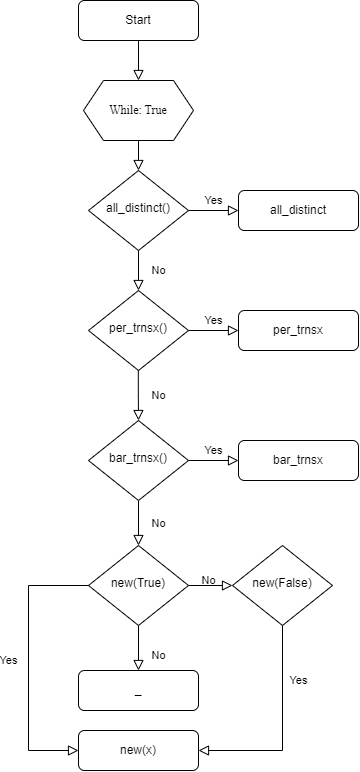 Start
While: True
all_distinct()
Yes
all_distinct
No
per_trnsx()
Yes
per_trnsx
No
bar_trnsx()
Yes
bar_trnsx
No
new(True)
No
new(False)
Yes
No
Yes
_
new(x)